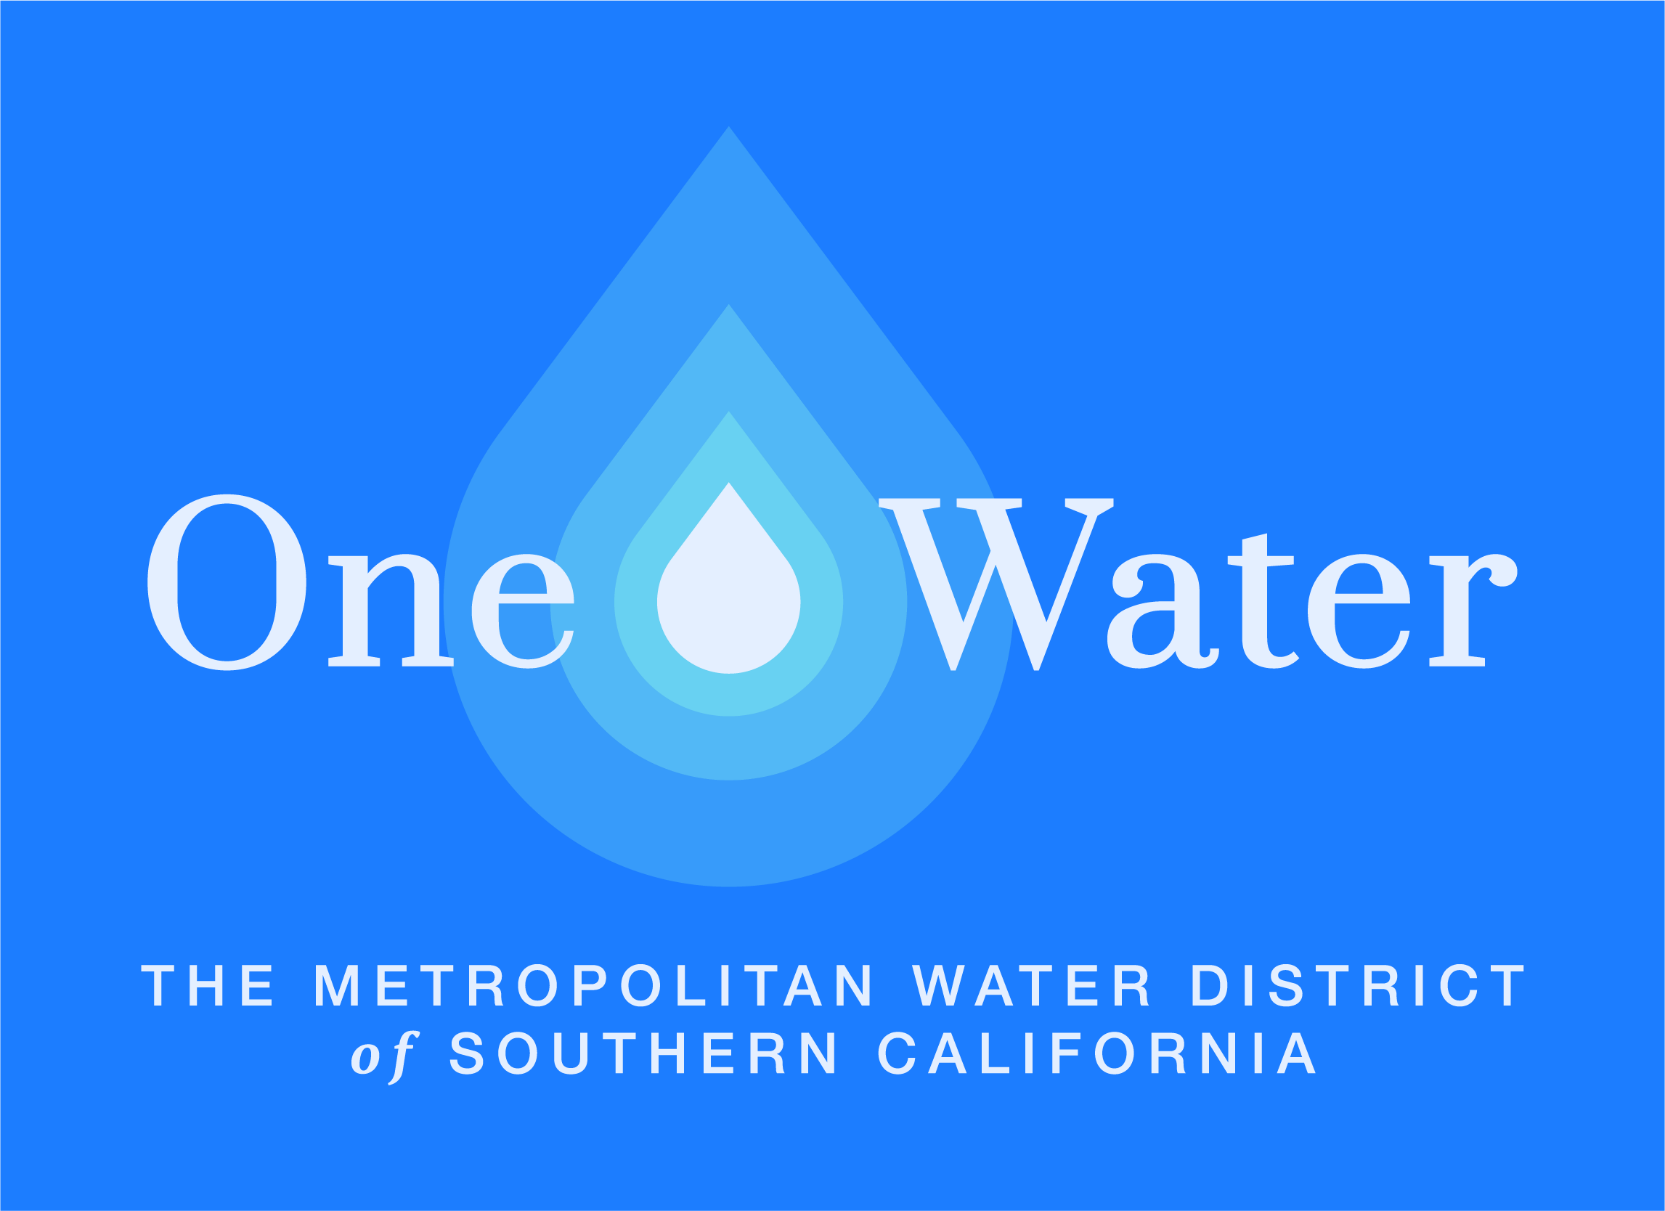 One Water
THE METROPOLITAN WATER DISTRICT
of SOUTHERN CALIFORNIA